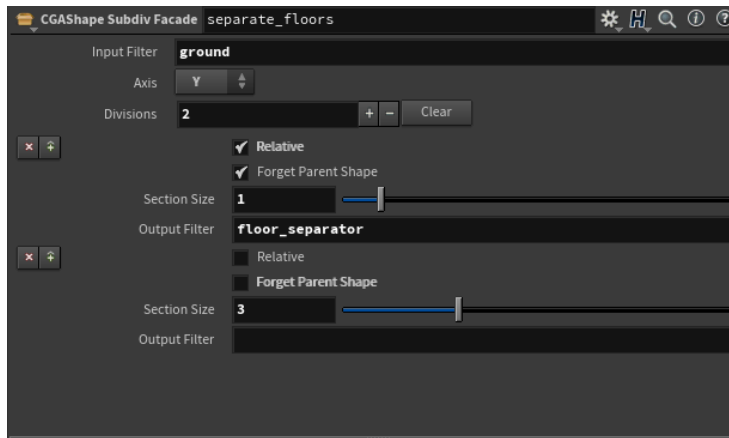 CGAShape Subdiv Facade separate_floors
Input Filter ground
Axis Y
Divisions 2 + - Clear
Relative
Forget Parent Shape
Section Size 1
Output Filter floor_separator
Relative
Forget Parent Shape
Section Size 3
Output Filter